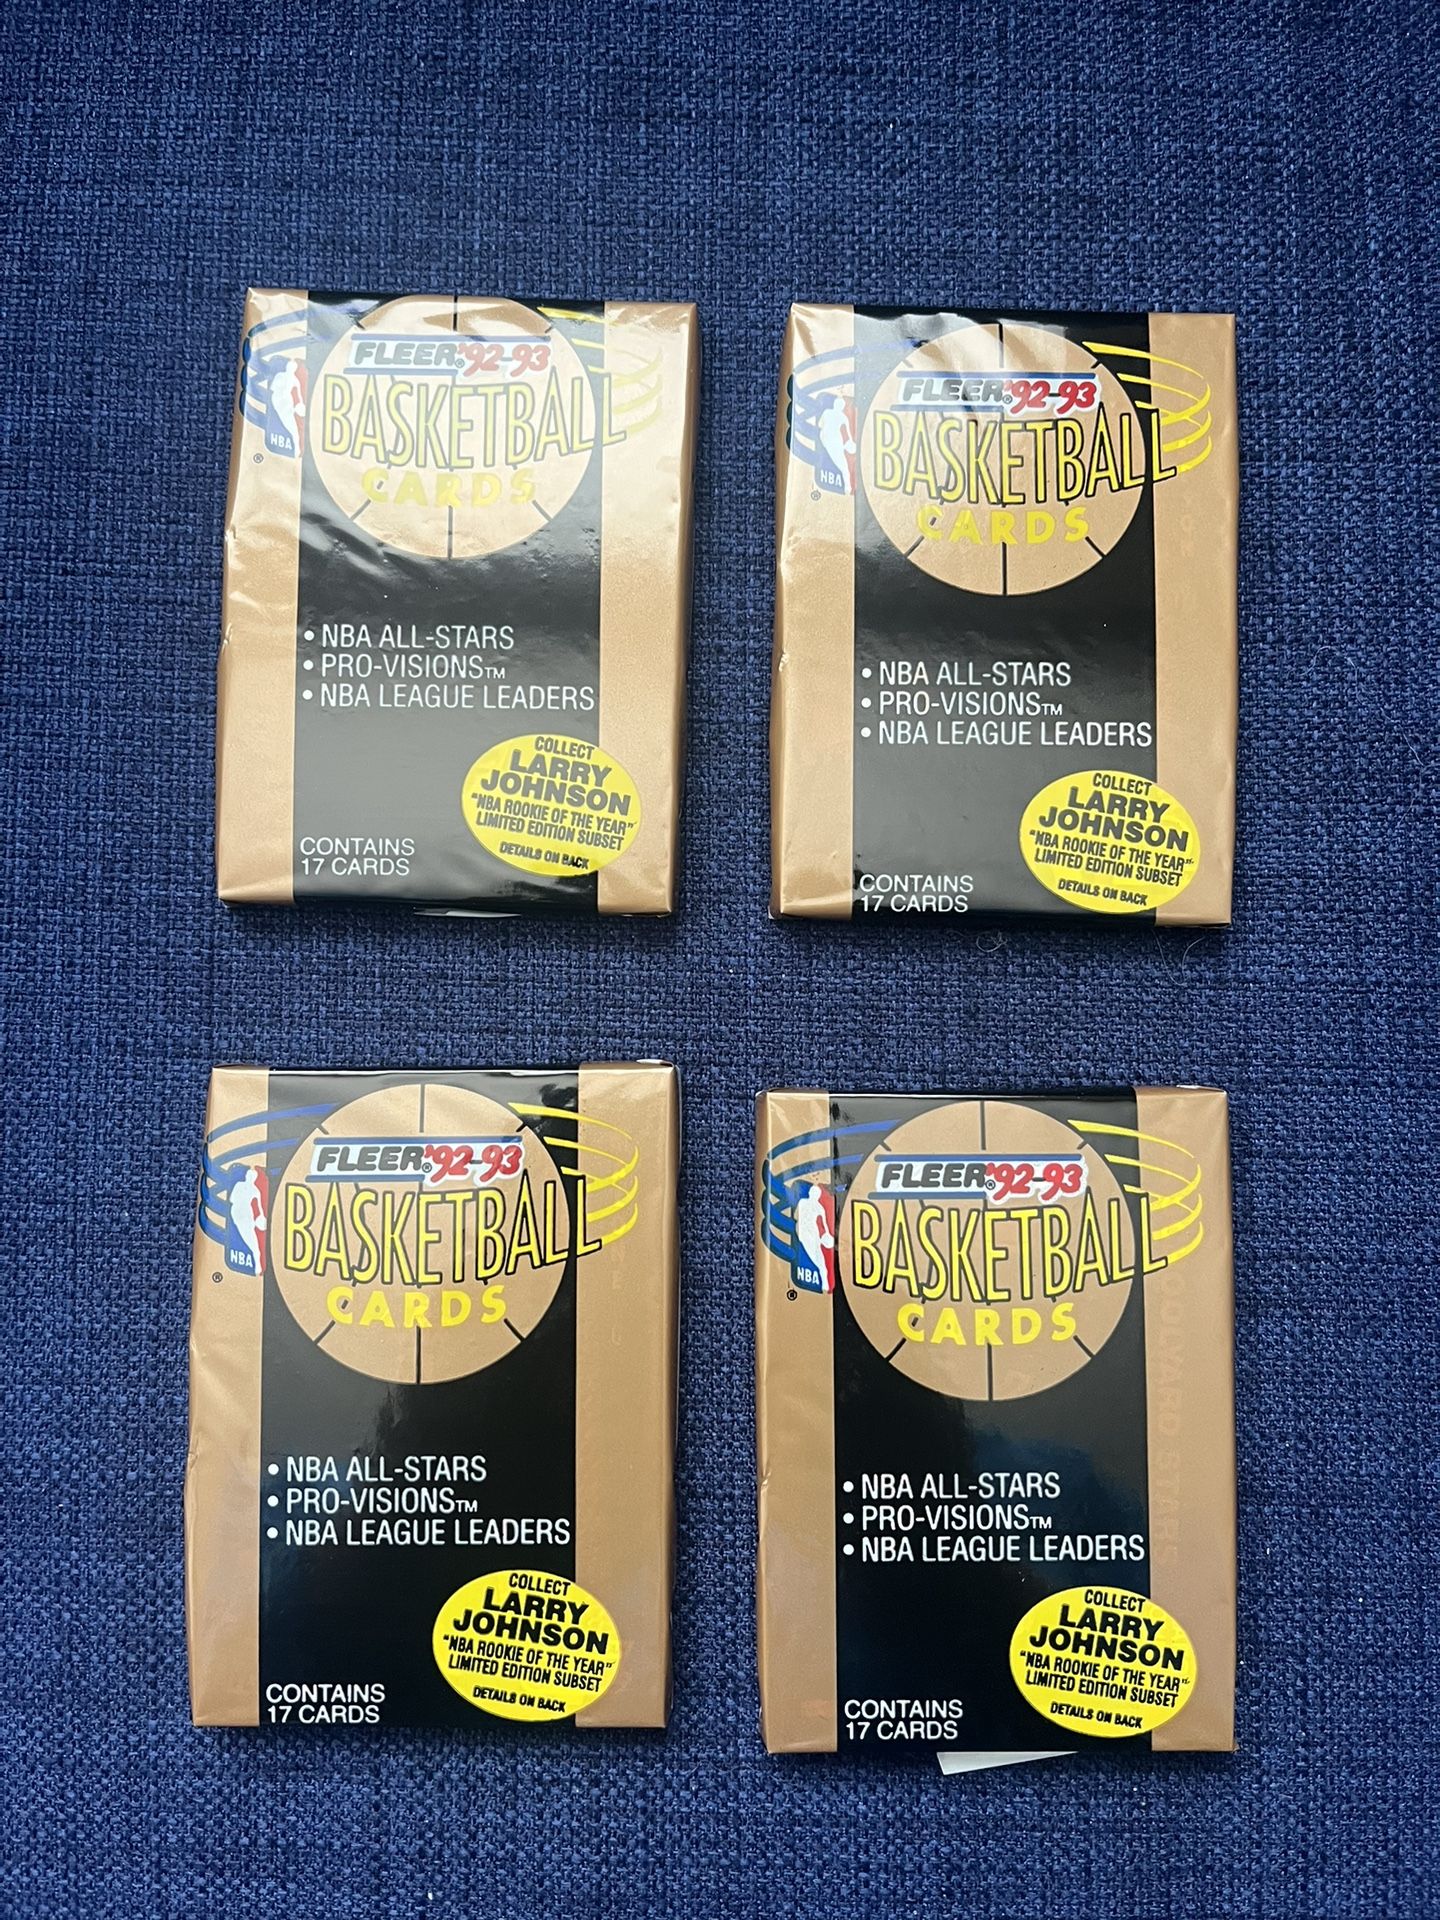 FLEER® '92-93
BASKETBALL
CARDS
NBA
®
• NBA ALL-STARS
• PRO-VISIONS™
• NBA LEAGUE LEADERS
COLLECT
LARRY
JOHNSON
"NBA ROOKIE OF THE YEAR"
LIMITED EDITION SUBSET
DETAILS ON BACK
CONTAINS
17 CARDS
FLEER® '92-93
BASKETBALL
CARDS
NBA
®
• NBA ALL-STARS
• PRO-VISIONS™
• NBA LEAGUE LEADERS
COLLECT
LARRY
JOHNSON
"NBA ROOKIE OF THE YEAR"
LIMITED EDITION SUBSET
DETAILS ON BACK
CONTAINS
17 CARDS
FLEER® '92-93
BASKETBALL
CARDS
NBA
®
• NBA ALL-STARS
• PRO-VISIONS™
• NBA LEAGUE LEADERS
COLLECT
LARRY
JOHNSON
"NBA ROOKIE OF THE YEAR"
LIMITED EDITION SUBSET
DETAILS ON BACK
CONTAINS
17 CARDS
FLEER® '92-93
BASKETBALL
CARDS
NBA
®
• NBA ALL-STARS
• PRO-VISIONS™
• NBA LEAGUE LEADERS
COLLECT
LARRY
JOHNSON
"NBA ROOKIE OF THE YEAR"
LIMITED EDITION SUBSET
DETAILS ON BACK
CONTAINS
17 CARDS